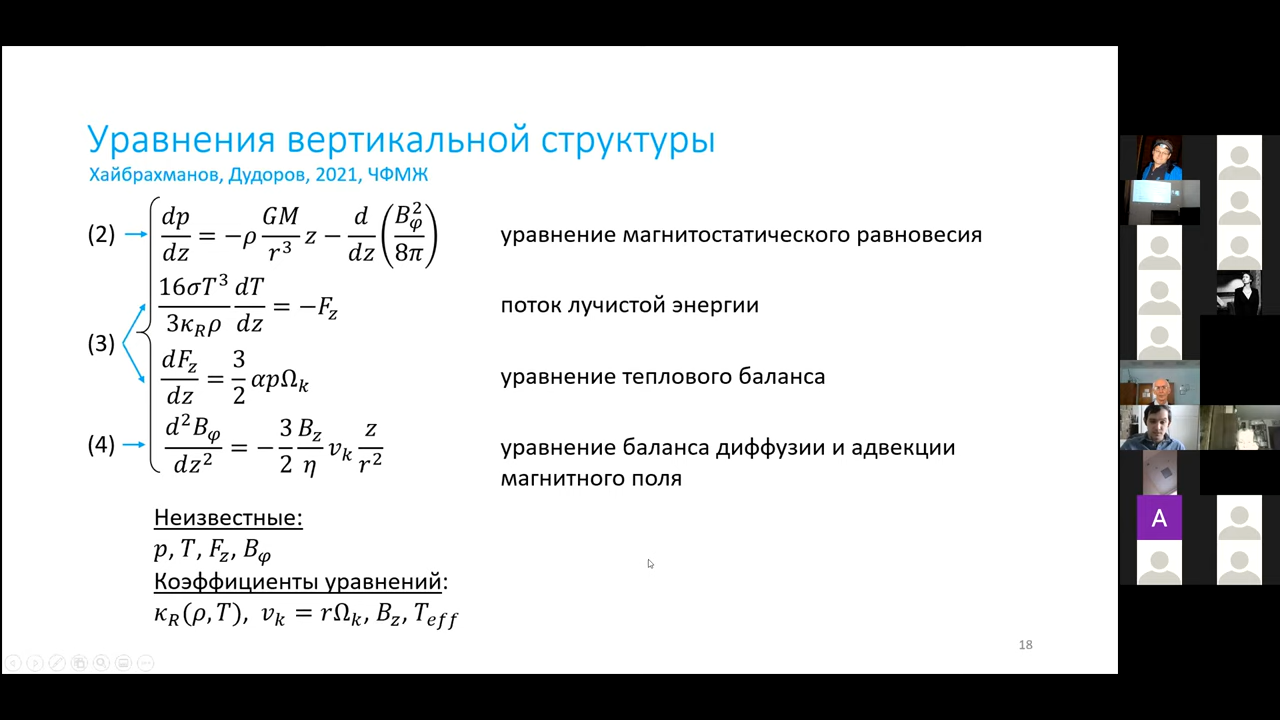 Уравнения вертикальной структуры
Хайбрахманов, Дудоров, 2021, ЧФМЖ
(2) dp/dz = −ρ GM/r³ z − d/dz (B_φ²/8π) уравнение магнитостатического равновесия
16σT³/3κ_Rρ dT/dz = −F_z поток лучистой энергии
(3)
dF_z/dz = 3/2 αpΩ_k уравнение теплового баланса
(4) d²B_φ/dz² = −3/2 B_z/η v_k z/r² уравнение баланса диффузии и адвекции
магнитного поля
Неизвестные:
p, T, F_z, B_φ
Коэффициенты уравнений:
κ_R(ρ, T), v_k = rΩ_k, B_z, T_eff
18
A